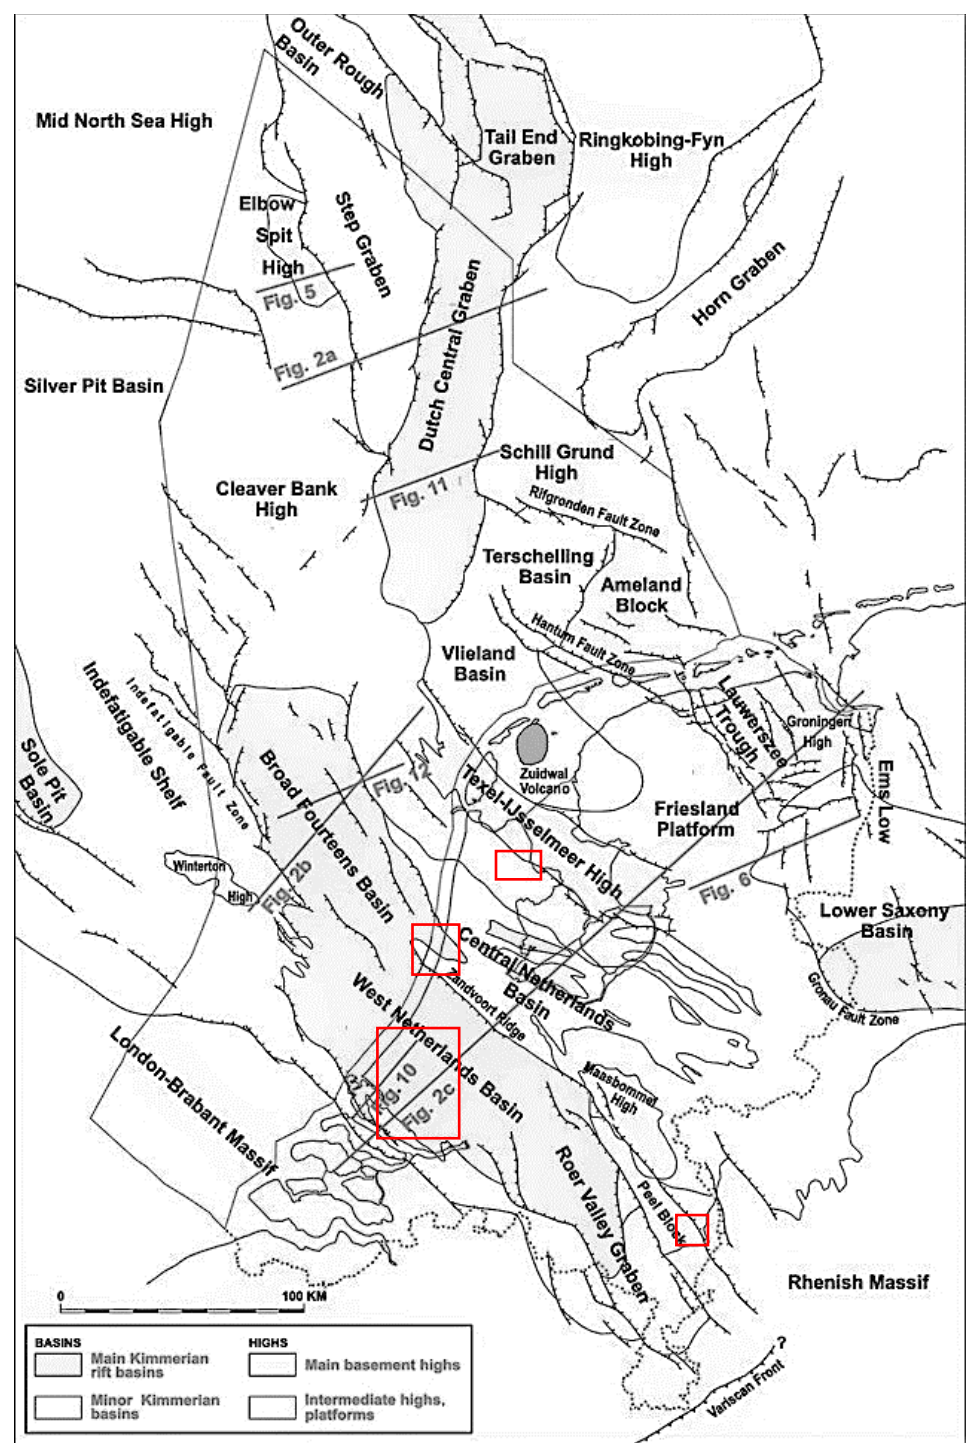 Outer Rough
Basin
Mid North Sea High
Tail End
Graben
Ringkobing-Fyn
High
Elbow
Spit
High
Step Graben
Fig. 5
Horn Graben
Dutch Central Graben
Fig. 2a
Silver Pit Basin
Schill Grund
High
Cleaver Bank
High
Fig. 11
Rifgronden Fault Zone
Terschelling
Basin
Ameland
Block
Hantum Fault Zone
Vlieland
Basin
Indefatigable Shelf
Indefatigable Fault Zone
Lauwerszee
Trough
Groningen
High
Sole Pit
Basin
Broad Fourteens Basin
Fig. 12
Zuidwal
Volcano
Texel-IJsselmeer High
Friesland
Platform
Ems Low
Winterton
High
Fig. 2b
Fig. 6
Lower Saxony
Basin
Central Netherlands
Basin
Zandvoort Ridge
Gronau Fault Zone
West Netherlands Basin
London-Brabant Massif
Fig. 10
Fig. 2c
Maasbommel
High
Roer Valley Graben
Peel Block
Rhenish Massif
0 100 KM
?
Variscan Front
BASINS
Main Kimmerian
rift basins
Minor Kimmerian
basins
HIGHS
Main basement highs
Intermediate highs,
platforms